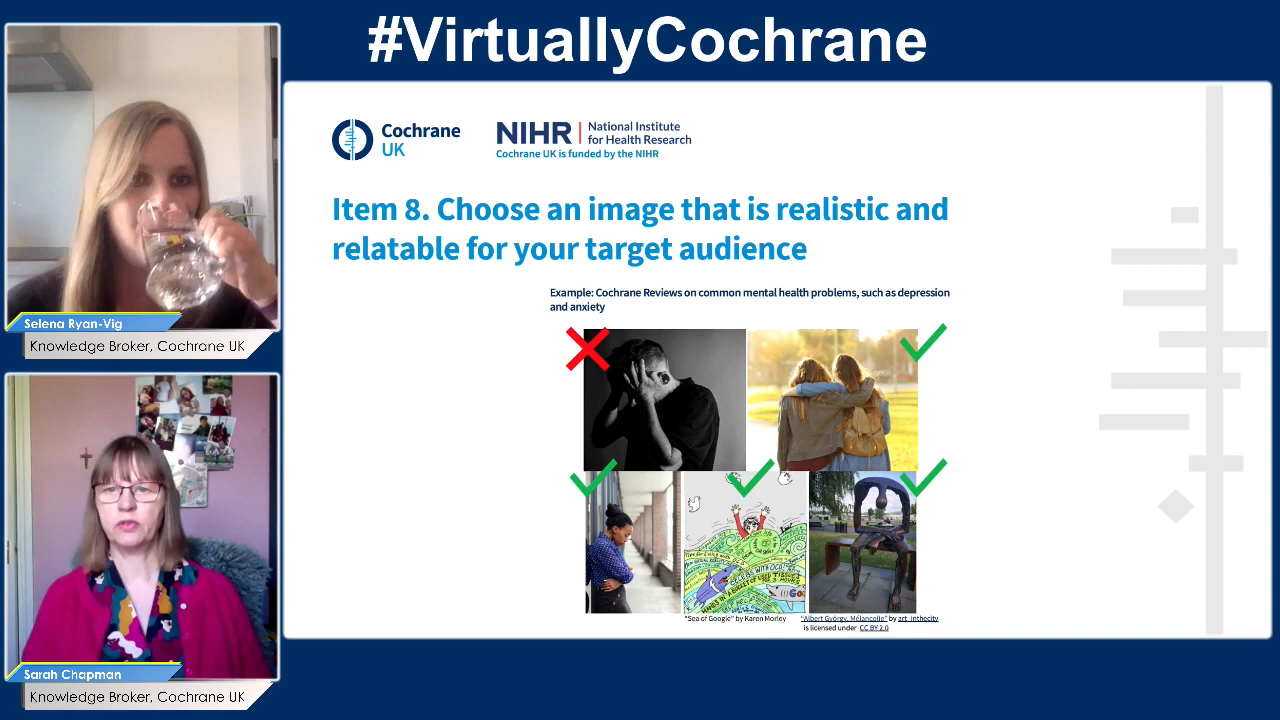 #VirtuallyCochrane
Cochrane
UK
NIHR
National Institute
for Health Research
Cochrane UK is funded by the NIHR
Item 8. Choose an image that is realistic and
relatable for your target audience
Example: Cochrane Reviews on common mental health problems, such as depression
and anxiety
"Sea of Googie" by Karen Morley
"Albert György, Mélancolie" by art_inthecity
is licensed under CC BY 2.0
Selena Ryan-Vig
Knowledge Broker, Cochrane UK
Sarah Chapman
Knowledge Broker, Cochrane UK